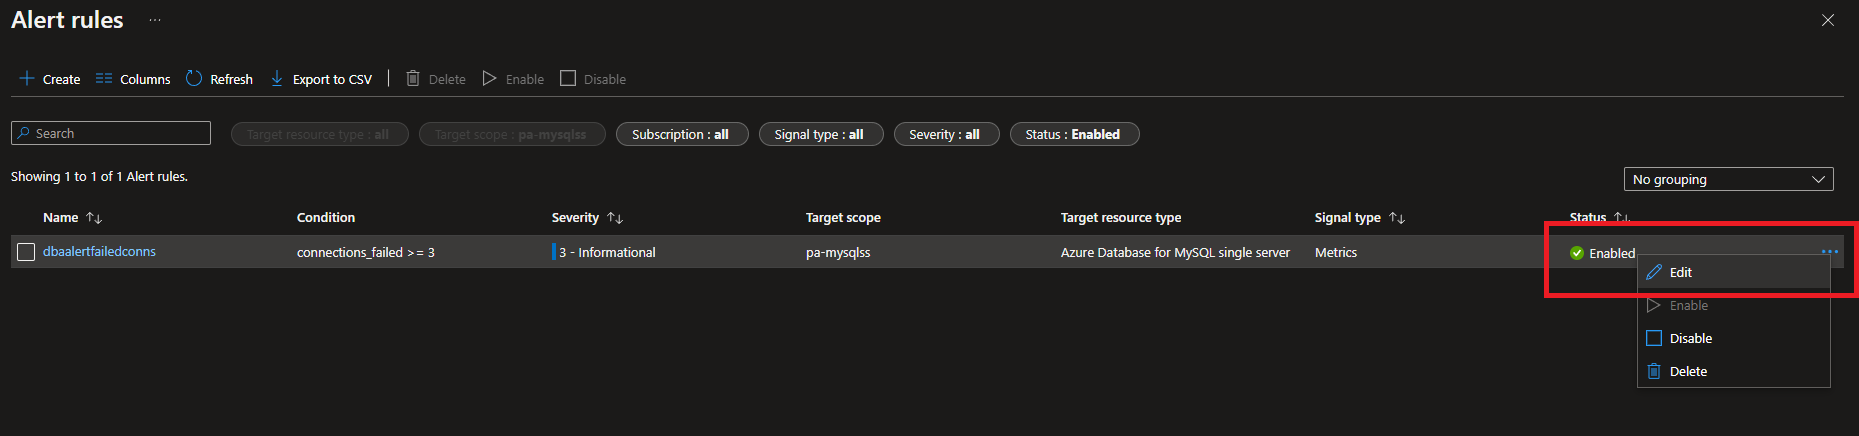 Alert rules ...
Create Columns Refresh Export to CSV Delete Enable Disable
Search Target resource type : all Target scope : pa-mysqlss Subscription : all Signal type : all Severity : all Status : Enabled
Showing 1 to 1 of 1 Alert rules.
No grouping
Name Condition Severity Target scope Target resource type Signal type Status
dbaalertfailedconns connections_failed >= 3 3 - Informational pa-mysqlss Azure Database for MySQL single server Metrics Enabled ...
Edit
Enable
Disable
Delete